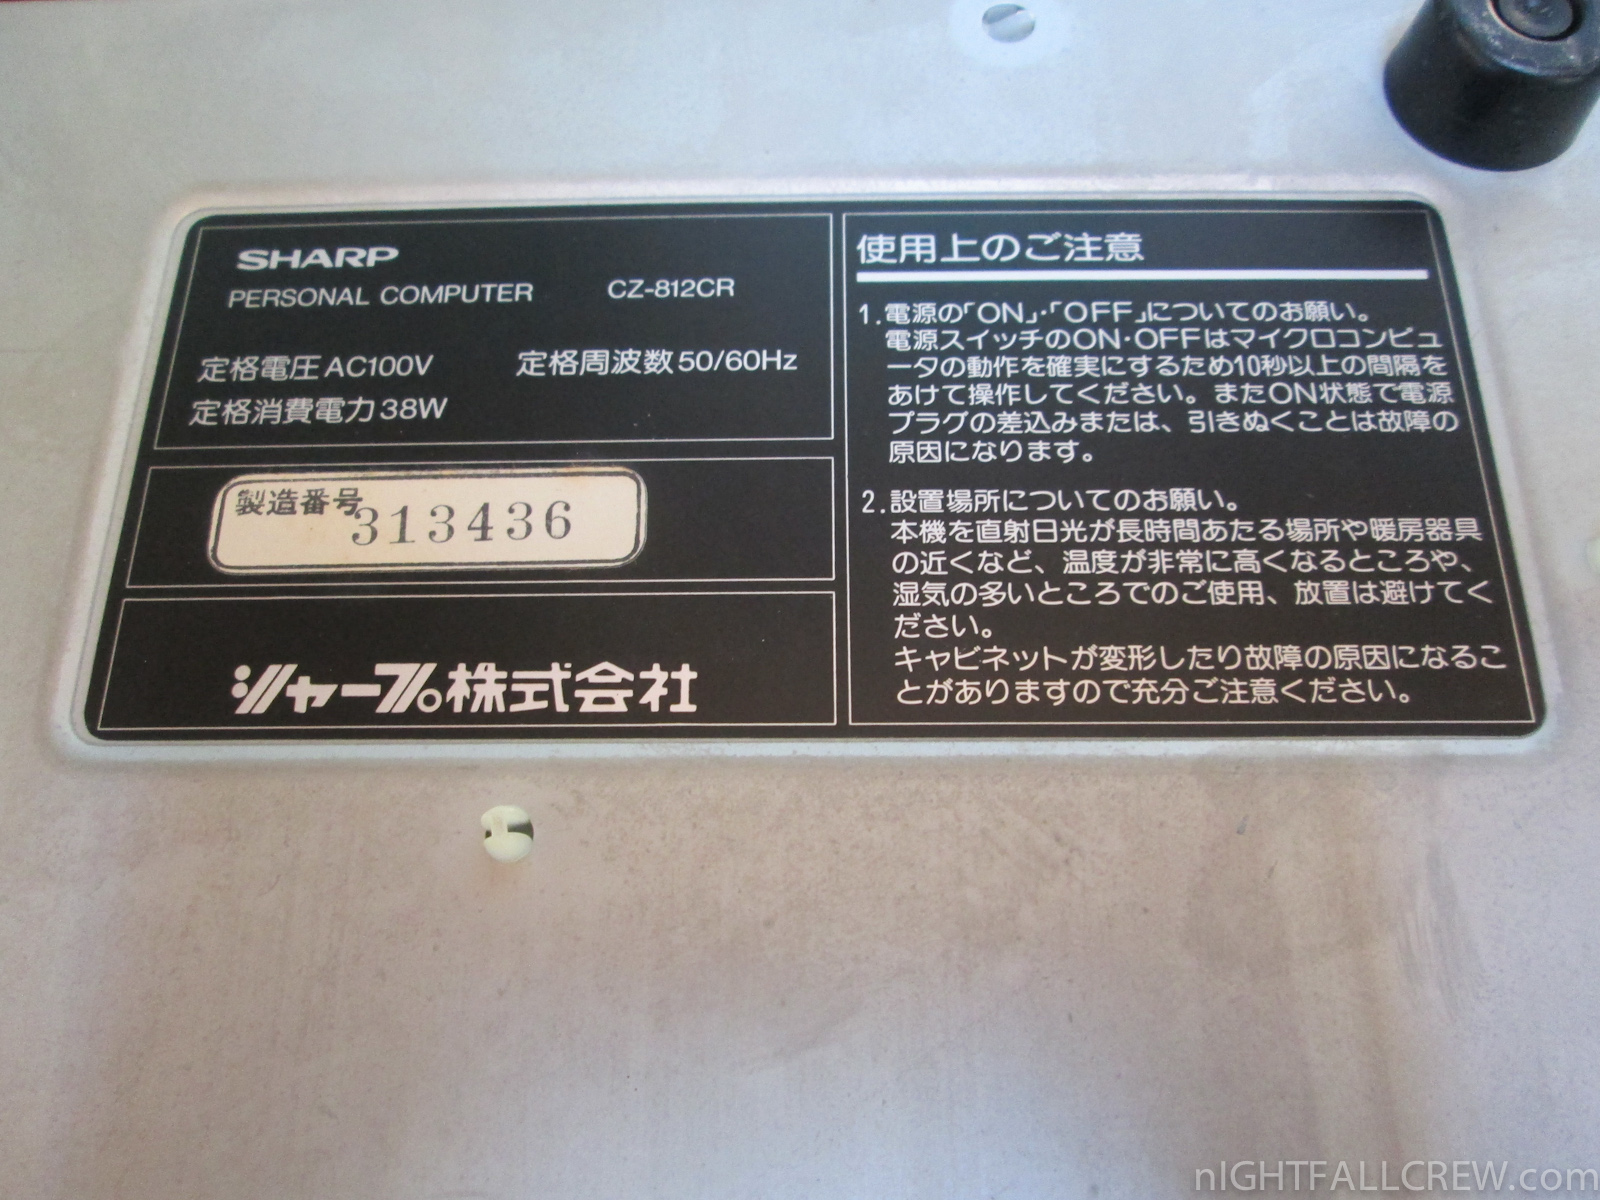 SHARP
PERSONAL COMPUTER CZ-812CR
定格電圧 AC100V 定格周波数 50/60Hz
定格消費電力 38W
製造番号 313436
シャープ株式会社
使用上のご注意
1.電源の「ON」・「OFF」についてのお願い。
電源スイッチのON・OFFはマイクロコンピュ
ータの動作を確実にするため10秒以上の間隔を
あけて操作してください。またON状態で電源
プラグの差込みまたは、引きぬくことは故障の
原因になります。
2.設置場所についてのお願い。
本機を直射日光が長時間あたる場所や暖房器具
の近くなど、温度が非常に高くなるところや、
湿気の多いところでのご使用、放置は避けてく
ださい。
キャビネットが変形したり故障の原因になるこ
とがありますので充分ご注意ください。
nIGHTFALLCREW.com